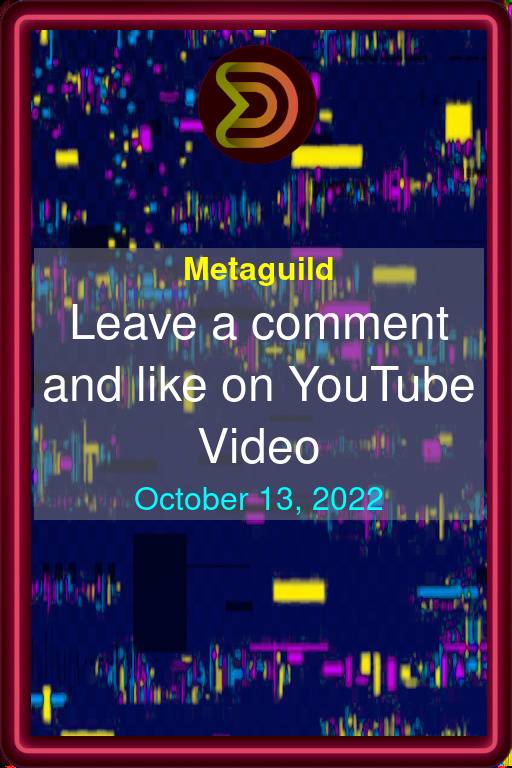 Metaguild
Leave a comment
and like on YouTube
Video
October 13, 2022